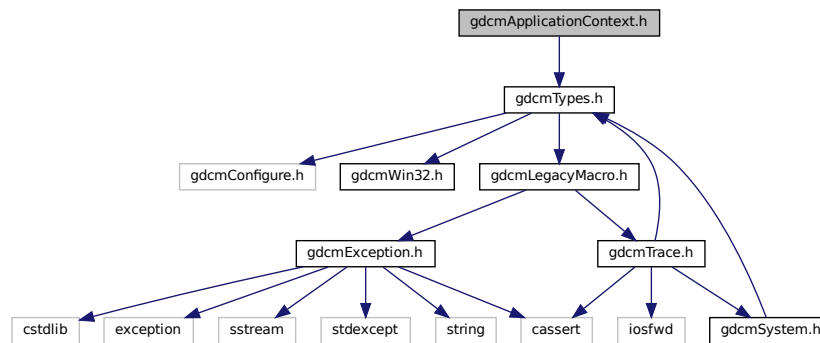 gdcmApplicationContext.h
gdcmTypes.h
gdcmConfigure.h
gdcmWin32.h
gdcmLegacyMacro.h
gdcmException.h
gdcmTrace.h
cstdlib
exception
sstream
stdexcept
string
cassert
iosfwd
gdcmSystem.h